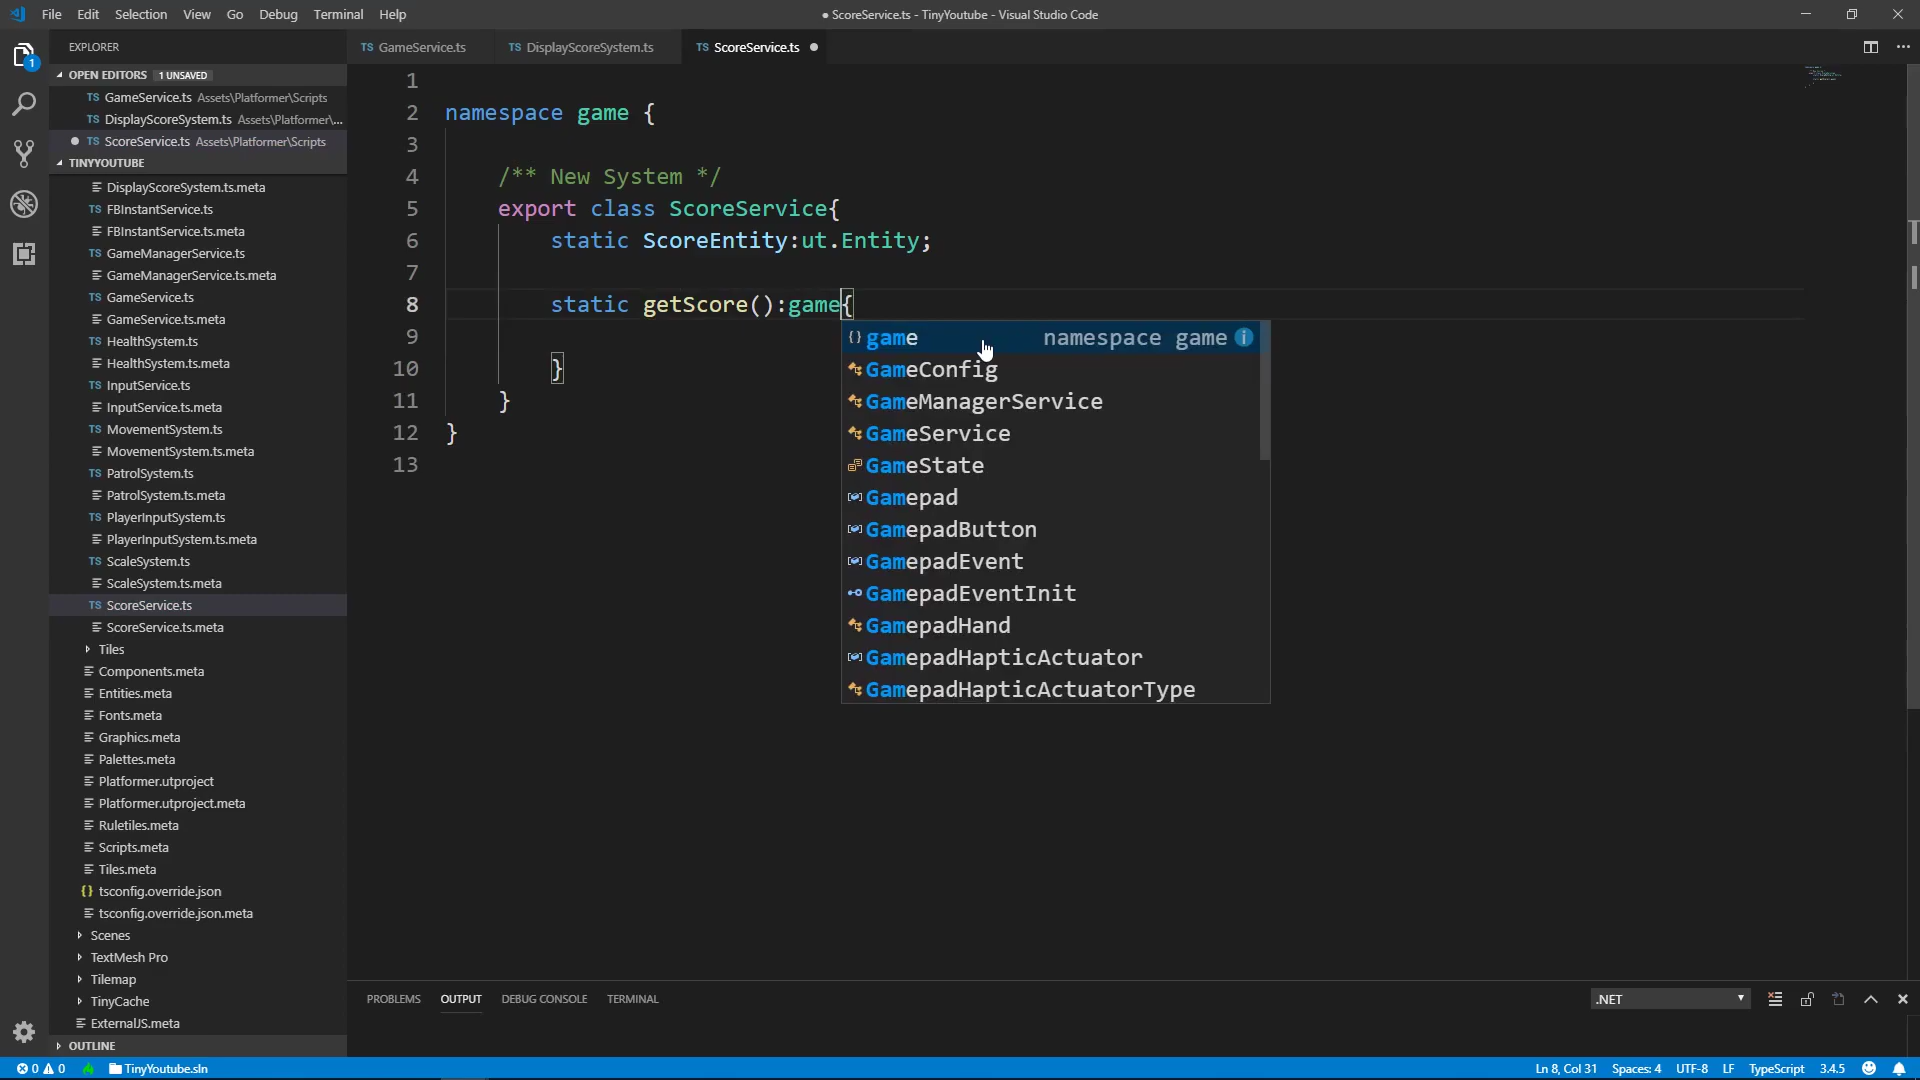 File Edit Selection View Go Debug Terminal Help
● ScoreService.ts - TinyYoutube - Visual Studio Code
EXPLORER
OPEN EDITORS 1 UNSAVED
TS GameService.ts Assets\Platformer\Scripts
TS DisplayScoreSystem.ts Assets\Platformer\...
● TS ScoreService.ts Assets\Platformer\Scripts
TINYYOUTUBE
DisplayScoreSystem.ts.meta
TS FBInstantService.ts
FBInstantService.ts.meta
TS GameManagerService.ts
GameManagerService.ts.meta
TS GameService.ts
GameService.ts.meta
TS HealthSystem.ts
HealthSystem.ts.meta
TS InputService.ts
InputService.ts.meta
TS MovementSystem.ts
MovementSystem.ts.meta
TS PatrolSystem.ts
PatrolSystem.ts.meta
TS PlayerInputSystem.ts
PlayerInputSystem.ts.meta
TS ScaleSystem.ts
ScaleSystem.ts.meta
TS ScoreService.ts
ScoreService.ts.meta
Tiles
Components.meta
Entities.meta
Fonts.meta
Graphics.meta
Palettes.meta
Platformer.utproject
Platformer.utproject.meta
Ruletiles.meta
Scripts.meta
Tiles.meta
{} tsconfig.override.json
tsconfig.override.json.meta
Scenes
TextMesh Pro
Tilemap
TinyCache
ExternalJS.meta
OUTLINE
TS GameService.ts TS DisplayScoreSystem.ts TS ScoreService.ts ●
1
2 namespace game {
3
4 /** New System */
5 export class ScoreService{
6 static ScoreEntity:ut.Entity;
7
8 static getScore():game{
9
10 }
11 }
12 }
13
{} game namespace game
GameConfig
GameManagerService
GameService
GameState
Gamepad
GamepadButton
GamepadEvent
GamepadEventInit
GamepadHand
GamepadHapticActuator
GamepadHapticActuatorType
PROBLEMS OUTPUT DEBUG CONSOLE TERMINAL
.NET
0 0 TinyYoutube.sln
Ln 8, Col 31 Spaces: 4 UTF-8 LF TypeScript 3.4.5